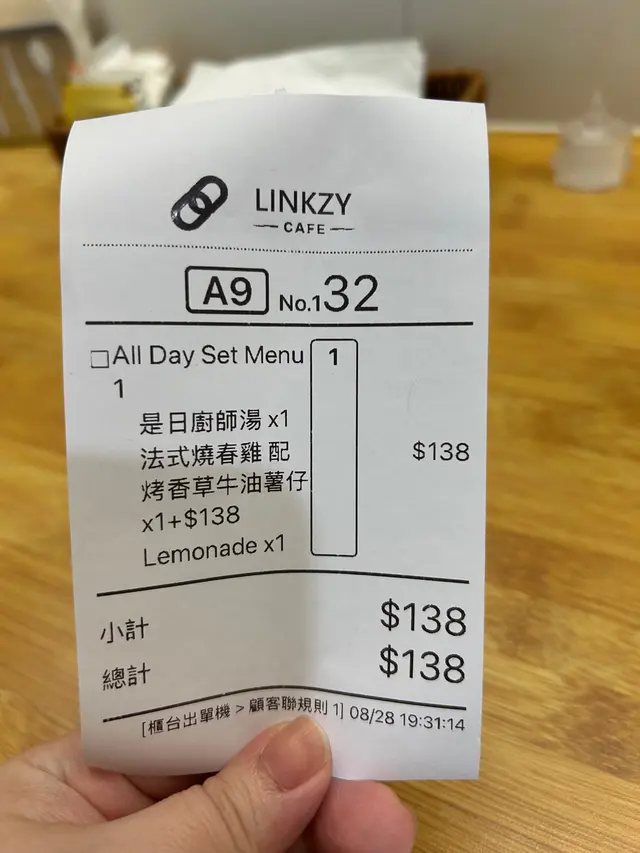 LINKZY
CAFE
A9 No.132
□All Day Set Menu 1
1
是日廚師湯 x1
法式燒春雞 配 $138
烤香草牛油薯仔
x1+$138
Lemonade x1
小計 $138
總計 $138
[櫃台出單機 > 顧客聯規則 1] 08/28 19:31:14